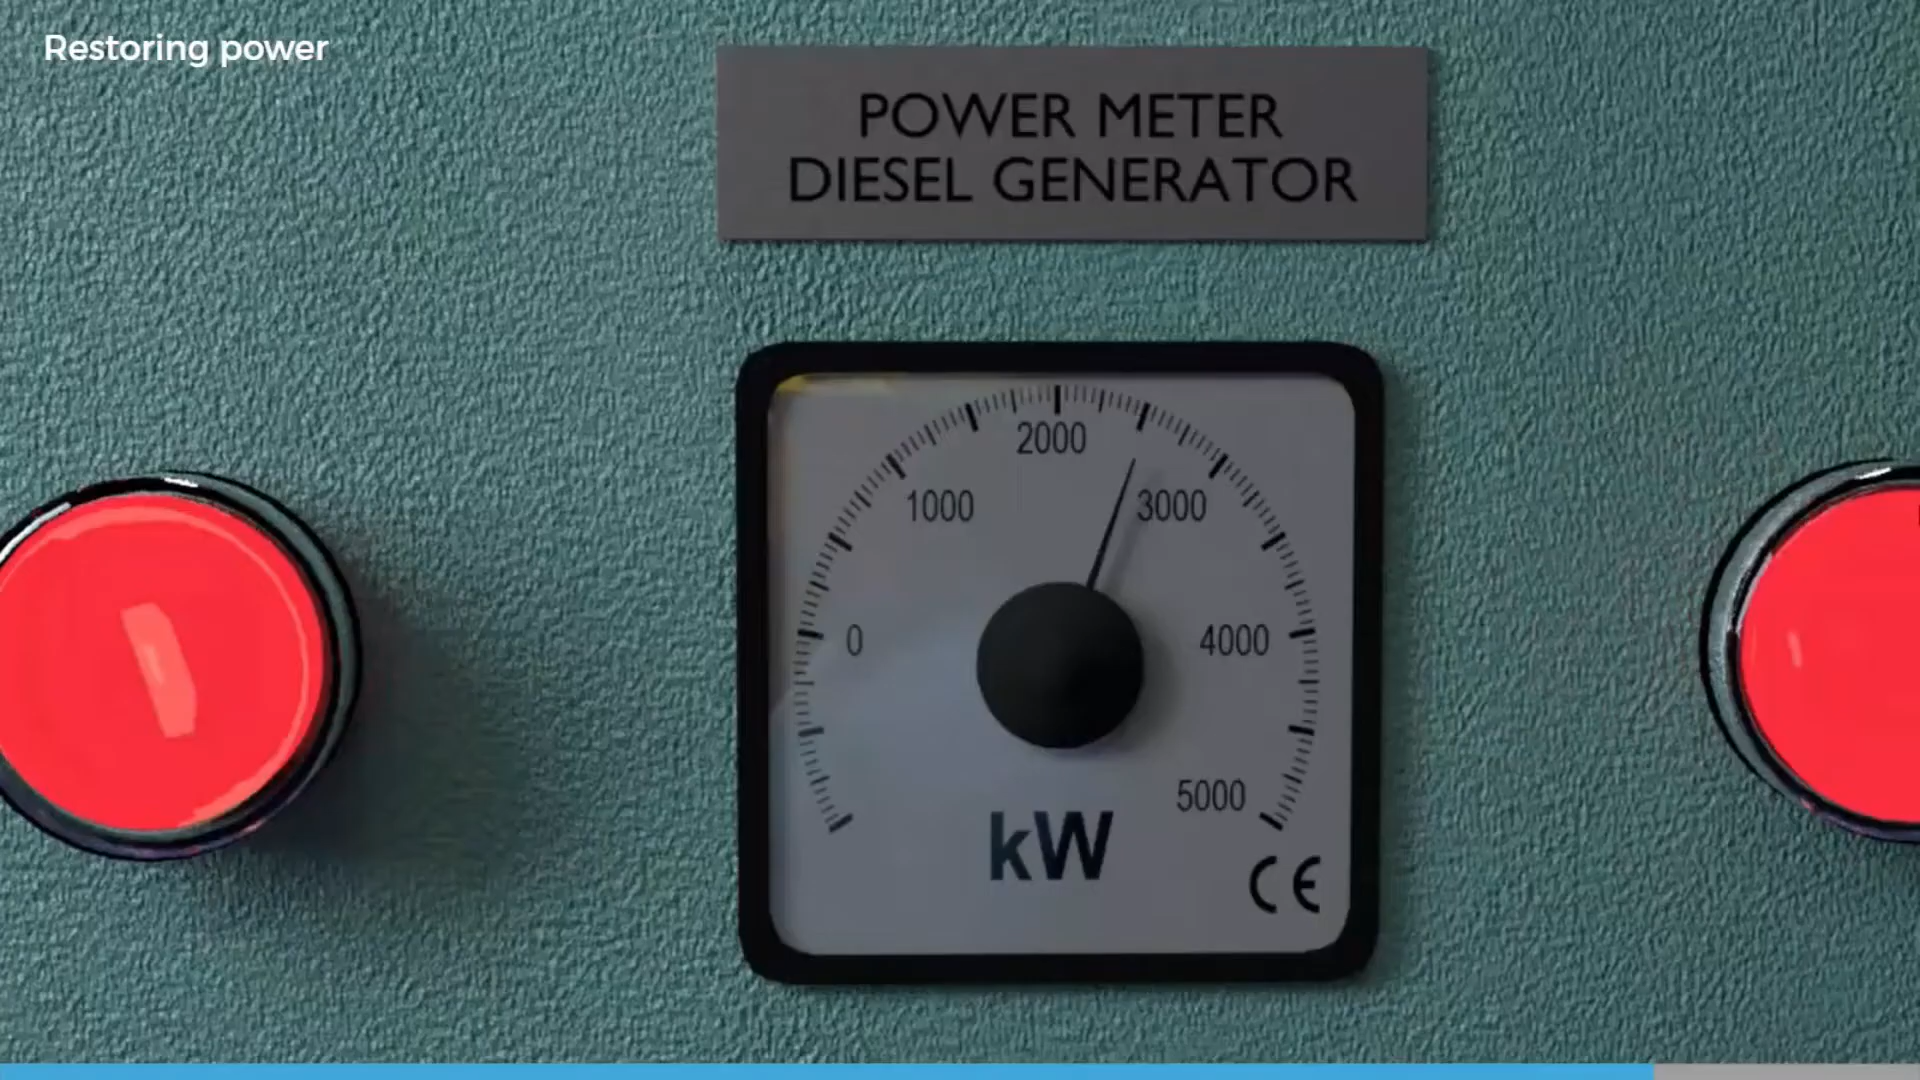 Restoring power
POWER METER
DIESEL GENERATOR
2000
1000
3000
0
4000
5000
kW
CE